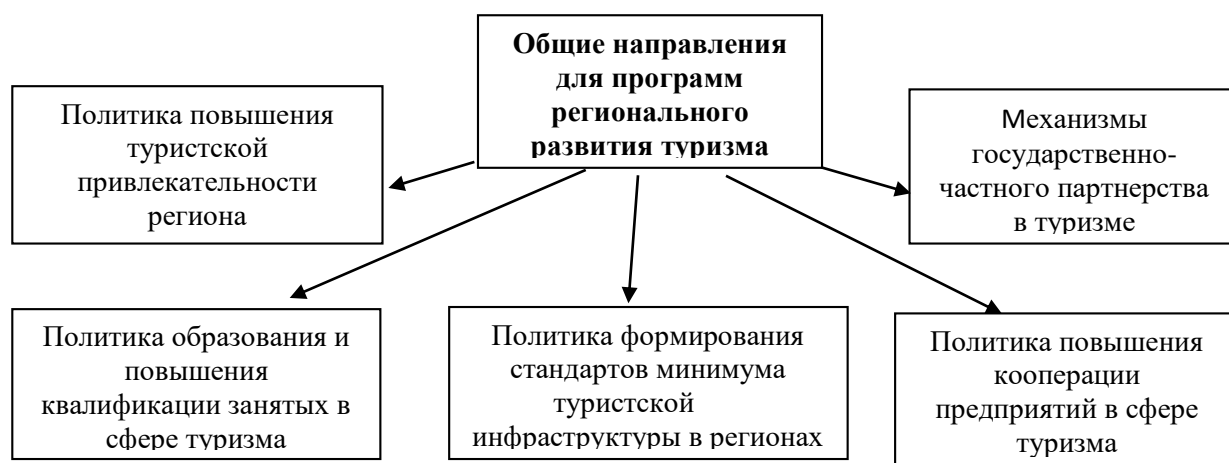 Общие направления
для программ
регионального
развития туризма
Политика повышения
туристской
привлекательности
региона
Механизмы
государственно-
частного партнерства
в туризме
Политика образования и
повышения
квалификации занятых в
сфере туризма
Политика формирования
стандартов минимума
туристской
инфраструктуры в регионах
Политика повышения
кооперации
предприятий в сфере
туризма